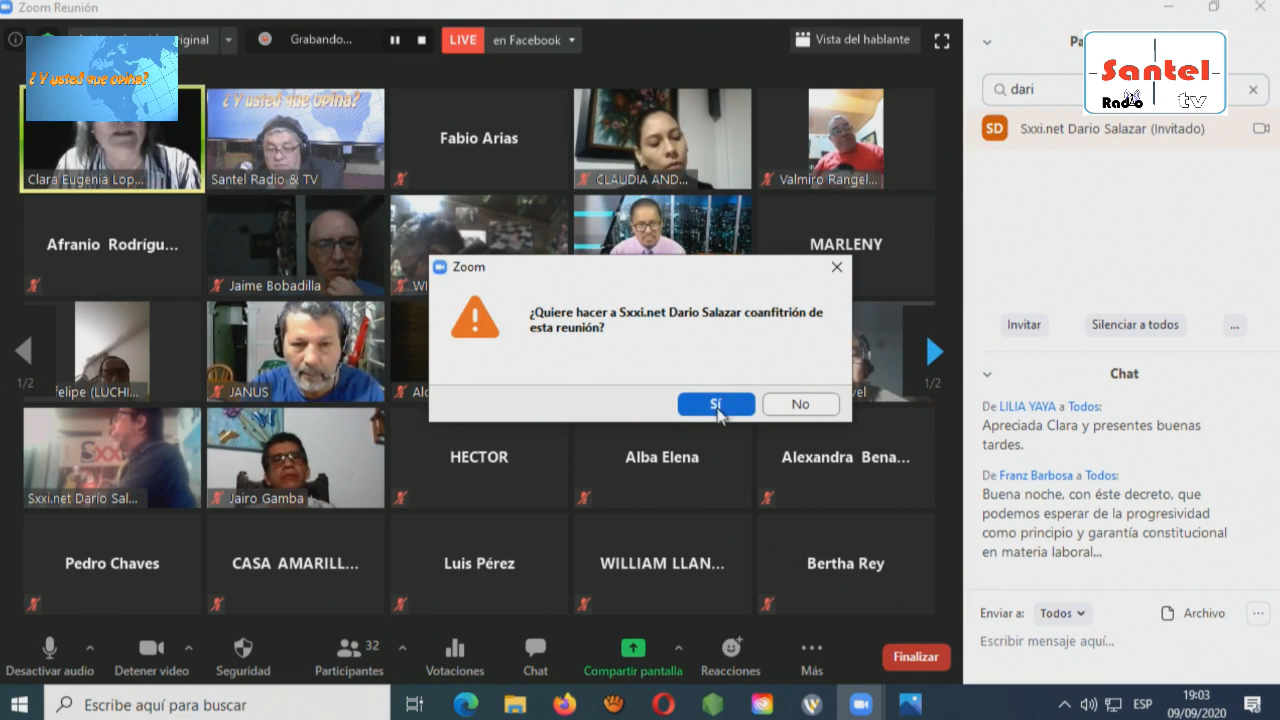 Zoom Reunión
iginal
Grabando...
LIVE
en Facebook
Vista del hablante
¿Y usted que opina?
Santel
Radio tv
dari
SD
Sxxi.net Dario Salazar (Invitado)
¿Y usted que opina?
Clara Eugenia Lop...
Santel Radio & TV
Fabio Arias
CLAUDIA AND...
Valmiro Rangel...
Afranio Rodrígu...
Jaime Bobadilla
WI
MARLENY
Zoom
¿Quiere hacer a Sxxi.net Dario Salazar coanfitrión de
esta reunión?
Sí
No
1/2
felipe (LUCHI...
JANUS
Alc
vel
1/2
Invitar
Silenciar a todos
...
Chat
De LILIA YAYA a Todos:
Apreciada Clara y presentes buenas
tardes.
De Franz Barbosa a Todos:
Buena noche, con éste decreto, que
podemos esperar de la progresividad
como principio y garantía constitucional
en materia laboral...
Sxx
Sxxi.net Dario Sal...
Jairo Gamba
HECTOR
Alba Elena
Alexandra Bena...
Pedro Chaves
CASA AMARILL...
Luis Pérez
WILLIAM LLAN...
Bertha Rey
Enviar a: Todos
Archivo
...
Escribir mensaje aquí...
Desactivar audio
Detener video
Seguridad
32
Participantes
Votaciones
Chat
Compartir pantalla
Reacciones
Más
Finalizar
Escribe aquí para buscar
ESP
19:03
09/09/2020